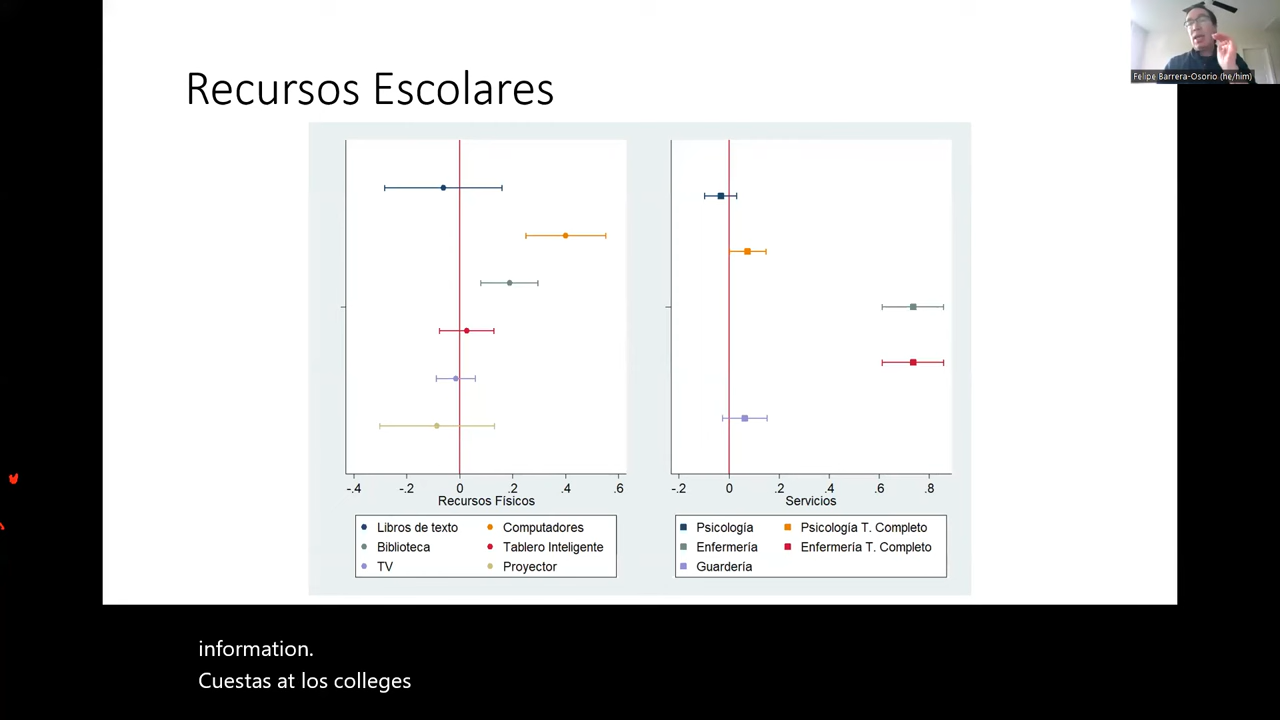 Felipe Barrera-Osorio (he/him)
Recursos Escolares
-.4 -.2 0 .2 .4 .6
Recursos Físicos
Libros de texto Computadores
Biblioteca Tablero Inteligente
TV Proyector
-.2 0 .2 .4 .6 .8
Servicios
Psicología Psicología T. Completo
Enfermería Enfermería T. Completo
Guardería
information.
Cuestas at los colleges